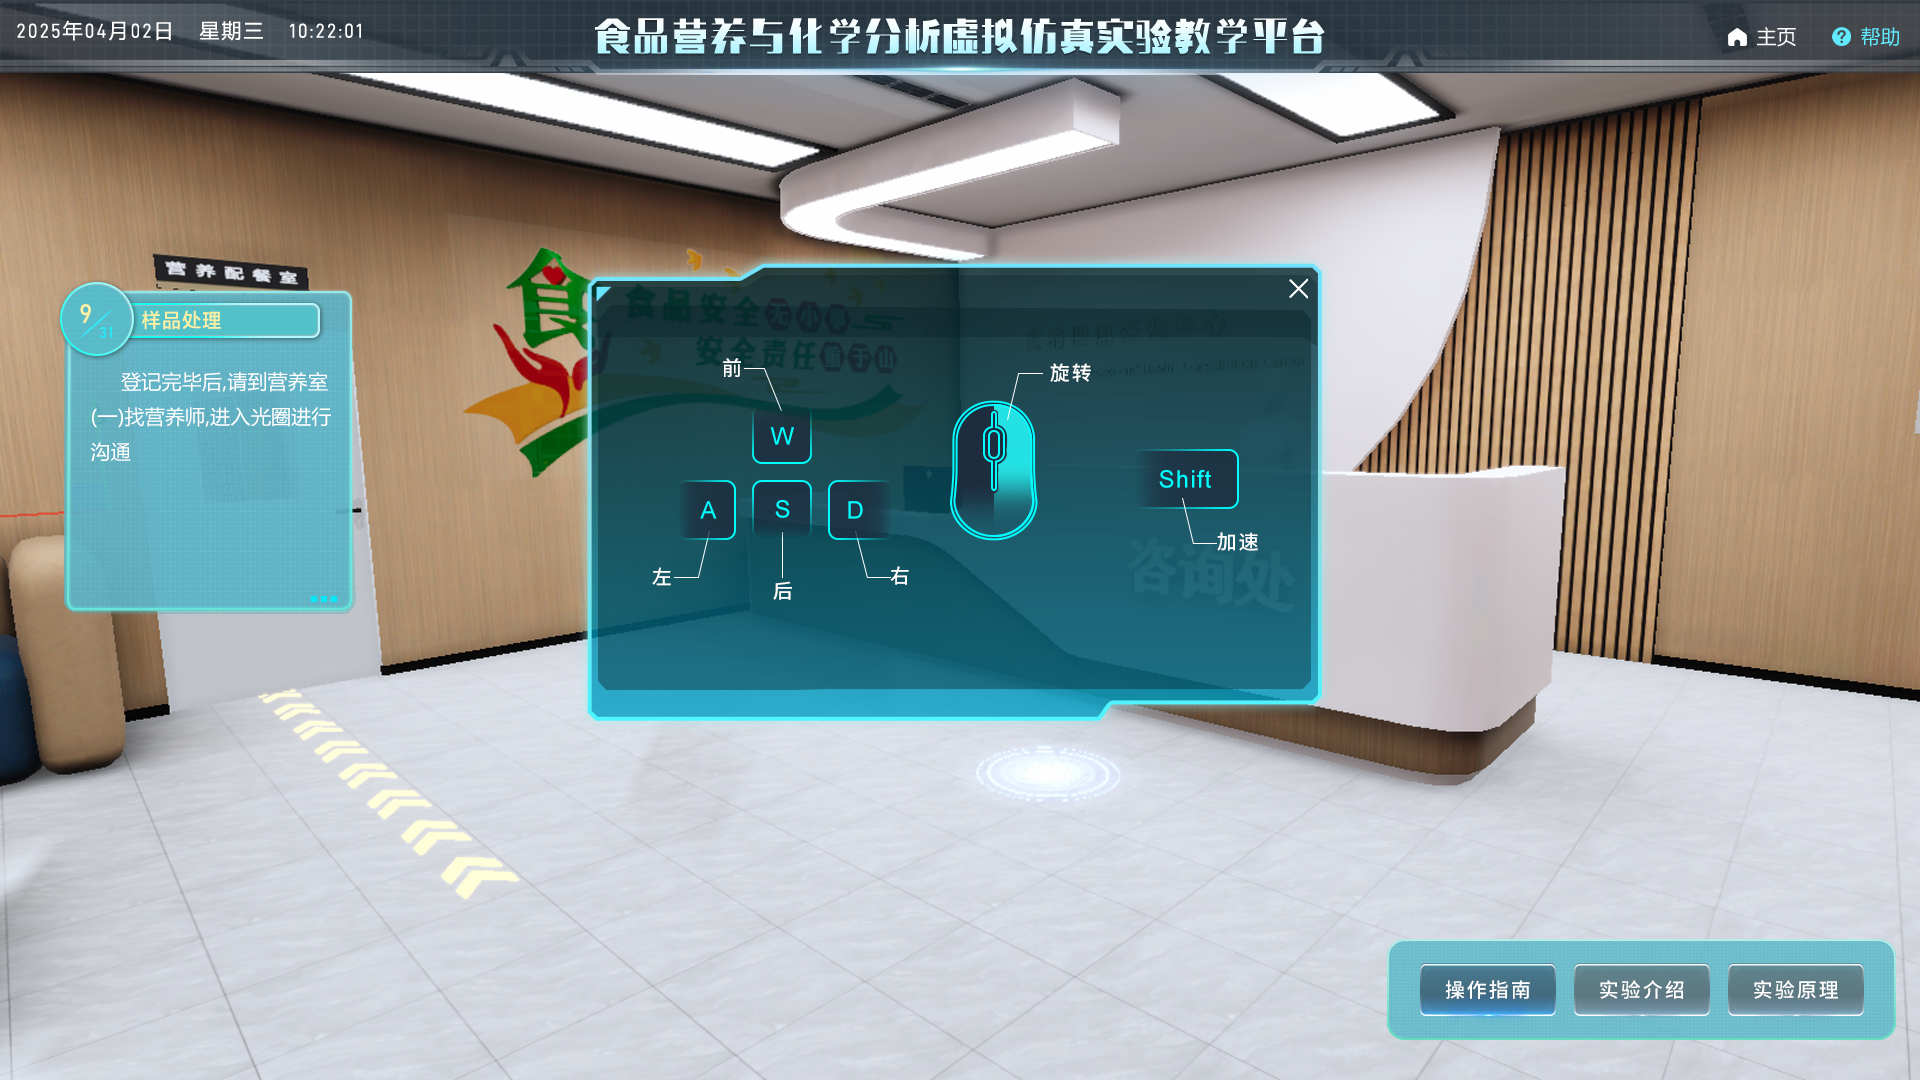 2025年04月02日 星期三 10:22:01
食品营养与化学分析虚拟仿真实验教学平台
主页
帮助
营养配餐室
9/31
样品处理
登记完毕后,请到营养室
(一)找营养师,进入光圈进行
沟通
食品安全无小事
安全责任重于山
前
W
A
S
D
左
后
右
旋转
Shift
加速
咨询处
操作指南
实验介绍
实验原理